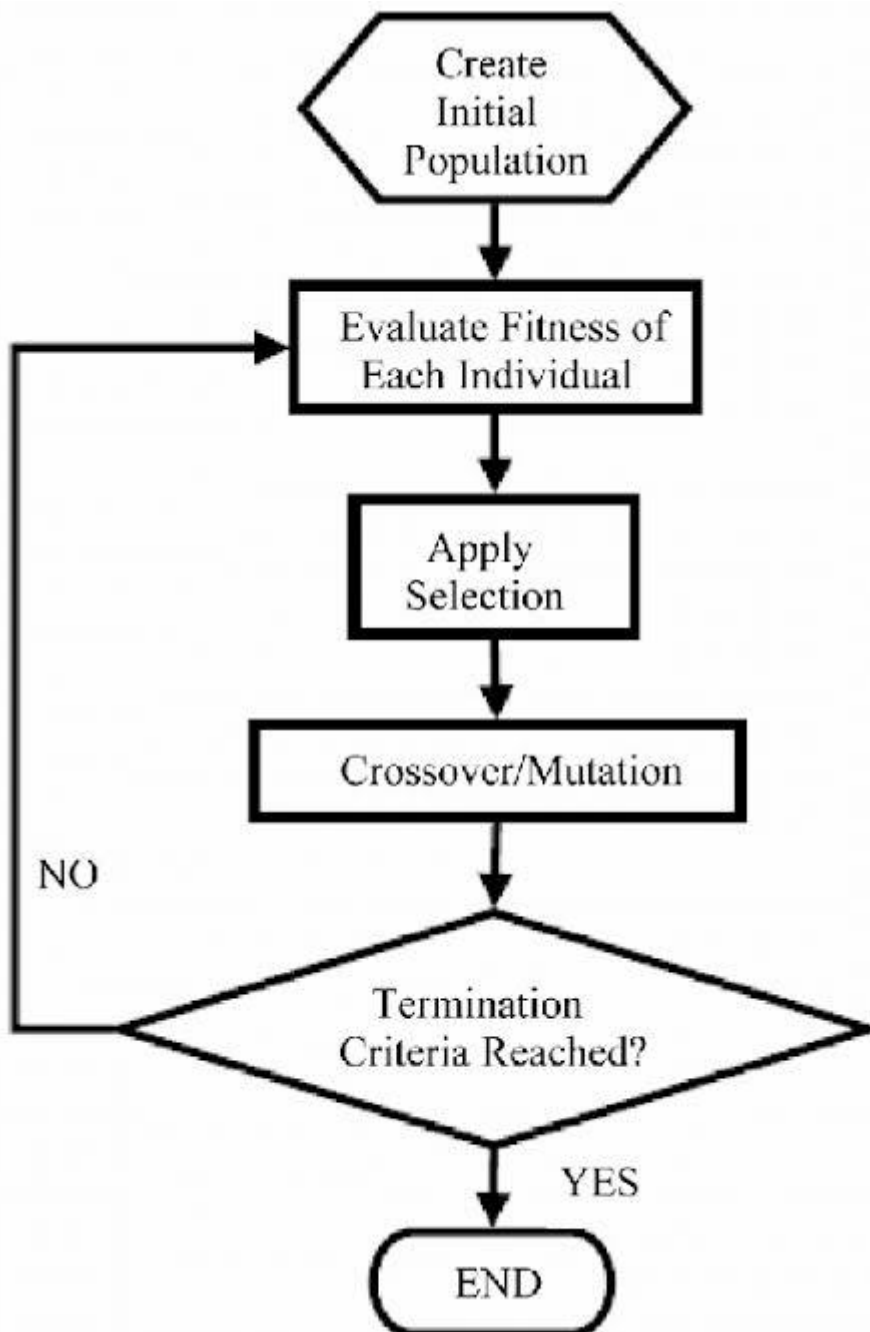 Create
Initial
Population
Evaluate Fitness of
Each Individual
Apply
Selection
Crossover/Mutation
NO
Termination
Criteria Reached?
YES
END